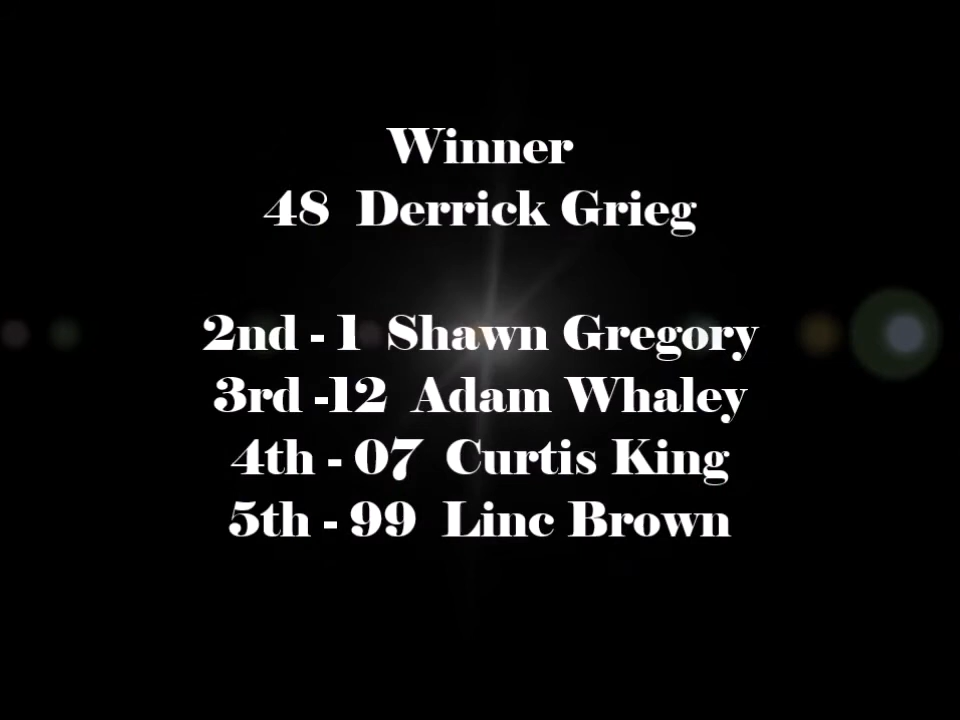 Winner
48 Derrick Grieg
2nd - 1 Shawn Gregory
3rd -12 Adam Whaley
4th - 07 Curtis King
5th - 99 Linc Brown